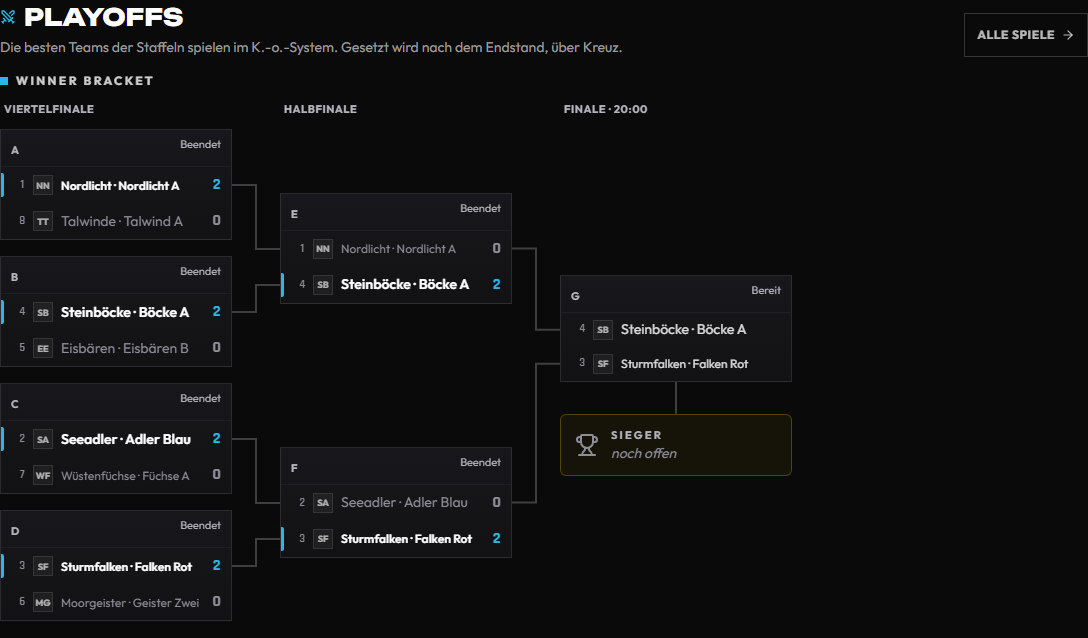 PLAYOFFS
Die besten Teams der Staffeln spielen im K.-o.-System. Gesetzt wird nach dem Endstand, über Kreuz.
ALLE SPIELE →
WINNER BRACKET
VIERTELFINALE
A Beendet
1 NN Nordlicht · Nordlicht A 2
8 TT Talwinde · Talwind A 0
B Beendet
4 SB Steinböcke · Böcke A 2
5 EE Eisbären · Eisbären B 0
C Beendet
2 SA Seeadler · Adler Blau 2
7 WF Wüstenfüchse · Füchse A 0
D Beendet
3 SF Sturmfalken · Falken Rot 2
6 MG Moorgeister · Geister Zwei 0
HALBFINALE
E Beendet
1 NN Nordlicht · Nordlicht A 0
4 SB Steinböcke · Böcke A 2
F Beendet
2 SA Seeadler · Adler Blau 0
3 SF Sturmfalken · Falken Rot 2
FINALE · 20:00
G Bereit
4 SB Steinböcke · Böcke A
3 SF Sturmfalken · Falken Rot
SIEGER
noch offen